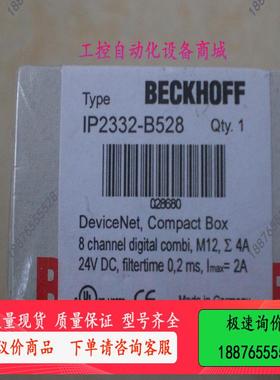 工控自动化设备商城
Type BECKHOFF
IP2332-B528 Qty. 1
028680
DeviceNet, Compact Box
8 channel digital combi, M12, Σ 4A
24V DC, filtertime 0,2 ms, Imax= 2A
Made in Germany
量现货 质量保证 型号多
极速询价
议价商品 下单请咨询客
18876555